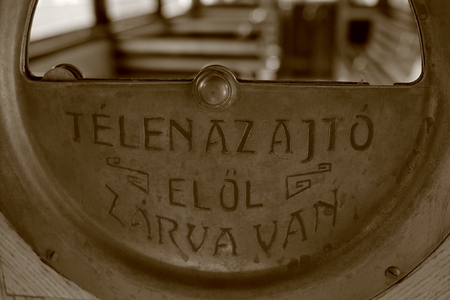 TÉLEN AZ AJTÓ
ELŐL
ZÁRVA VAN